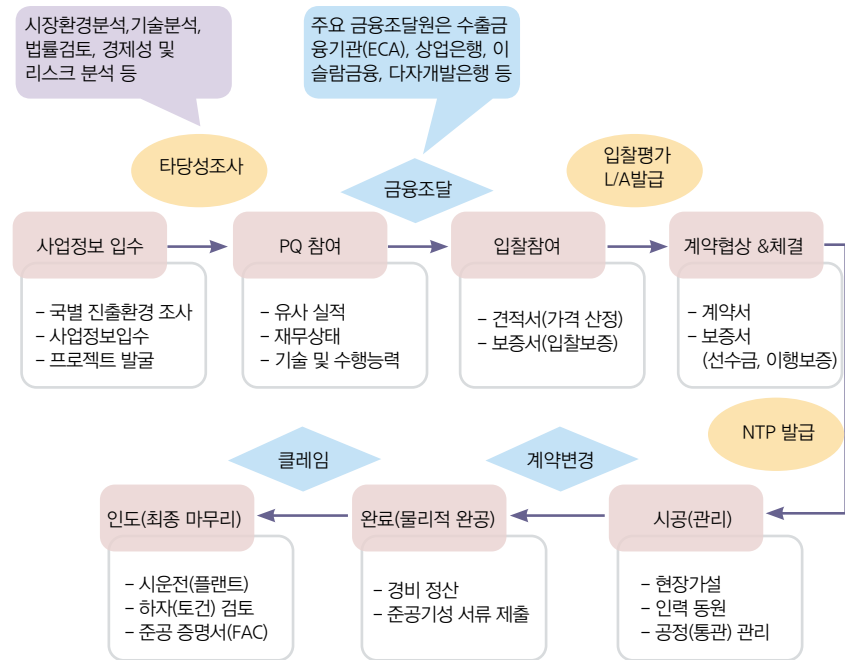 시장환경분석,기술분석,
법률검토, 경제성 및
리스크 분석 등
주요 금융조달원은 수출금
융기관(ECA), 상업은행, 이
슬람금융, 다자개발은행 등
타당성조사
금융조달
입찰평가
L/A발급
사업정보 입수
– 국별 진출환경 조사
– 사업정보입수
– 프로젝트 발굴
PQ 참여
– 유사 실적
– 재무상태
– 기술 및 수행능력
입찰참여
– 견적서(가격 산정)
– 보증서(입찰보증)
계약협상 &체결
– 계약서
– 보증서
(선수금, 이행보증)
NTP 발급
계약변경
클레임
시공(관리)
– 현장가설
– 인력 동원
– 공정(통관) 관리
완료(물리적 완공)
– 경비 정산
– 준공기성 서류 제출
인도(최종 마무리)
– 시운전(플랜트)
– 하자(토건) 검토
– 준공 증명서(FAC)